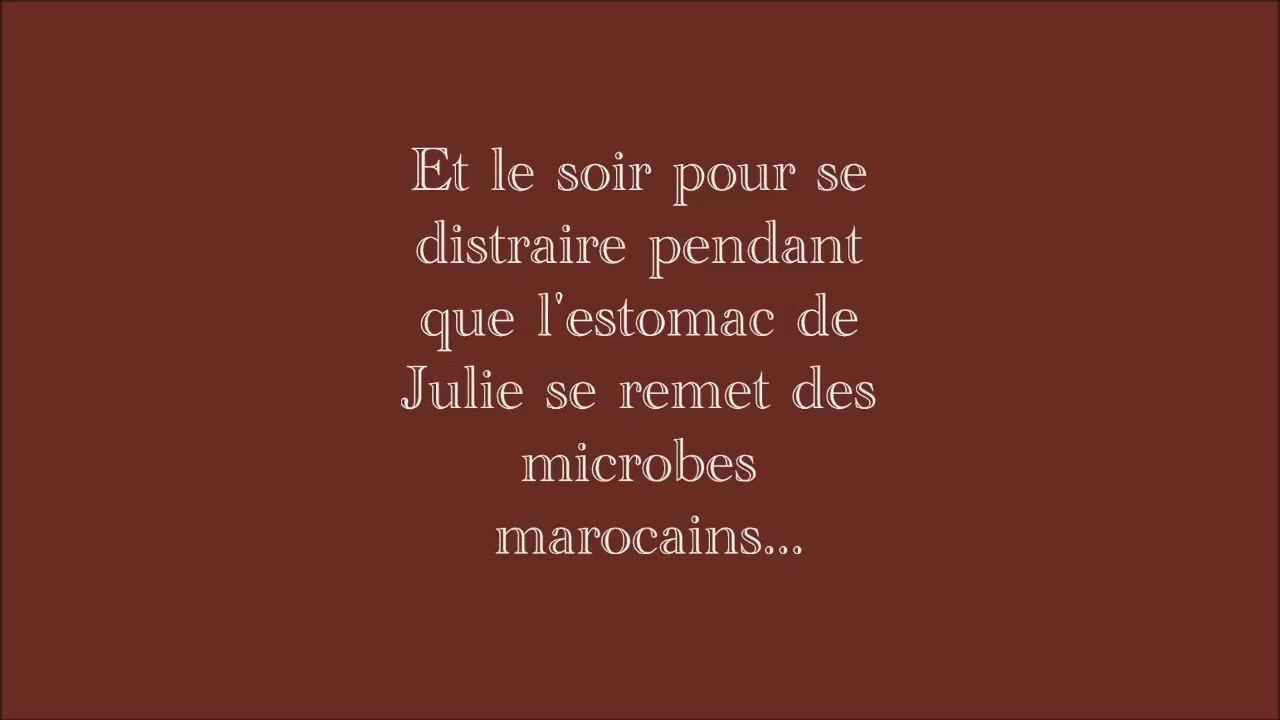 Et le soir pour se
distraire pendant
que l'estomac de
Julie se remet des
microbes
marocains...